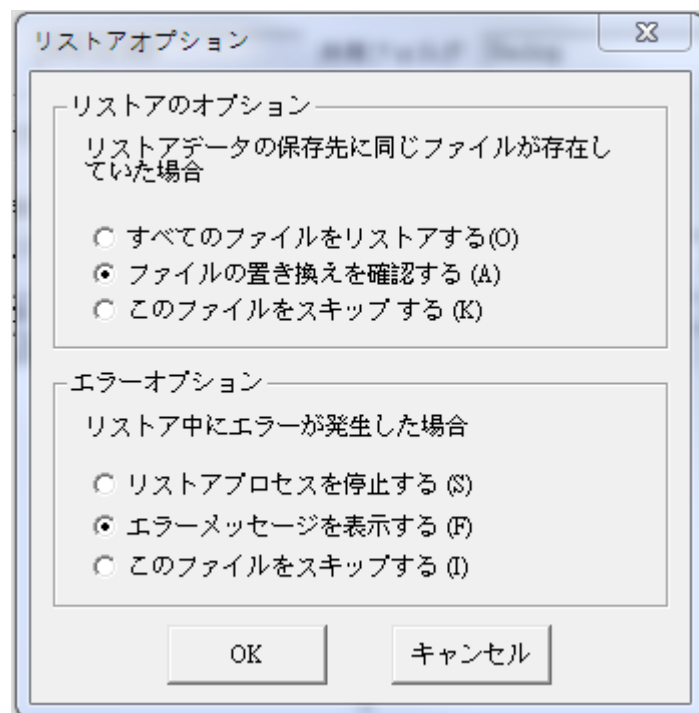 リストアオプション
リストアのオプション
リストアデータの保存先に同じファイルが存在し
ていた場合
すべてのファイルをリストアする(O)
ファイルの置き換えを確認する (A)
このファイルをスキップ する (K)
エラーオプション
リストア中にエラーが発生した場合
リストアプロセスを停止する (S)
エラーメッセージを表示する (F)
このファイルをスキップする (I)
OK
キャンセル